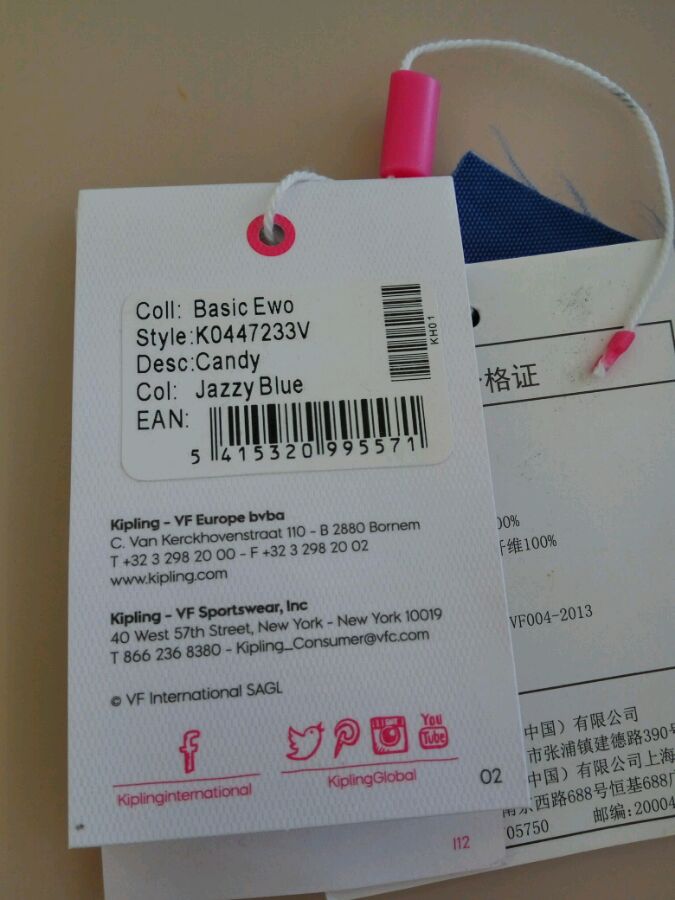 Coll: Basic Ewo
Style:K0447233V
Desc:Candy
Col: Jazzy Blue
EAN:
5 415320 995571
KH01
Kipling - VF Europe bvba
C. Van Kerckhovenstraat 110 - B 2880 Bornem
T +32 3 298 20 00 - F +32 3 298 20 02
www.kipling.com
Kipling - VF Sportswear, Inc
40 West 57th Street, New York - New York 10019
T 866 236 8380 - Kipling_Consumer@vfc.com
© VF International SAGL
You
Tube
Kiplinginternational
KiplingGlobal
02
I12
格证
00%
纤维100%
VF004-2013
中国）有限公司
市张浦镇建德路390号
中国）有限公司上海
南京西路688号恒基688广
邮编:20004
05750